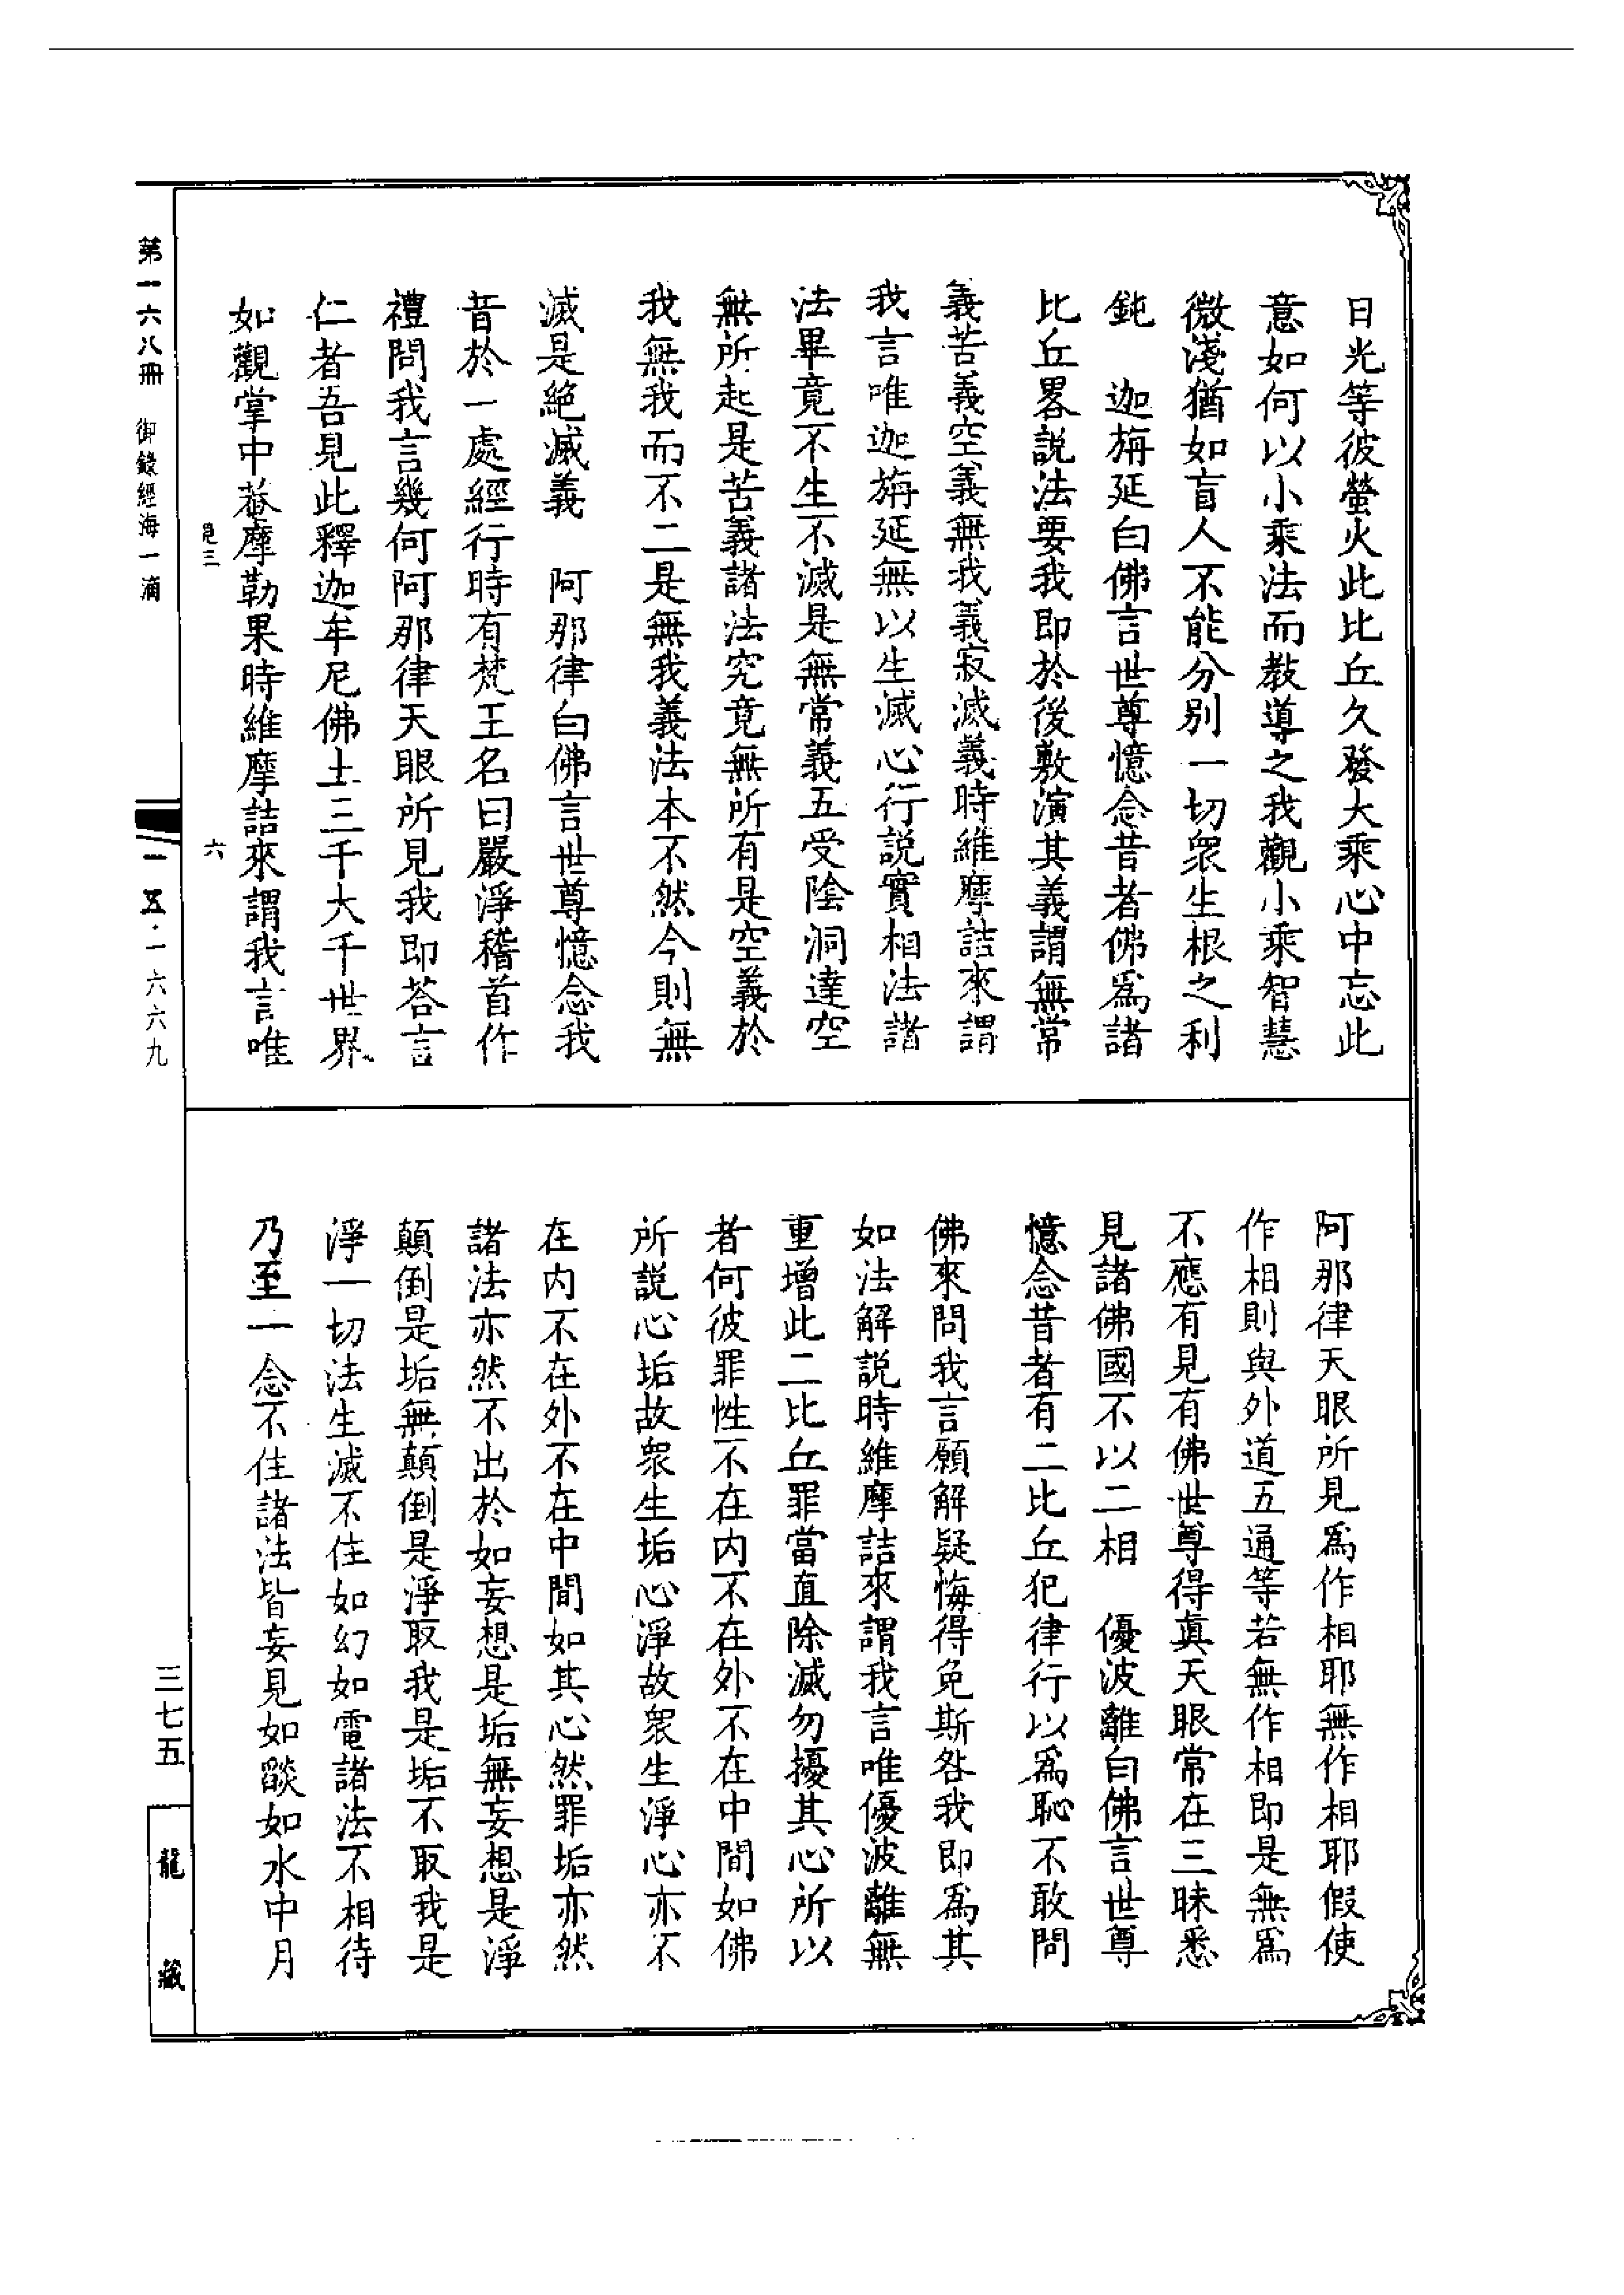 日光等彼螢火此比丘久發大乘心中忘此
意如何以小乘法而教導之我觀小乘智慧
微淺猶如盲人不能分別一切衆生根之利
鈍　迦旃延白佛言世尊憶念昔者佛爲諸
比丘畧說法要我即於後敷演其義謂無常
義苦義空義無我義寂滅義時維摩詰來謂
我言唯迦旃延無以生滅心行說實相法諸
法畢竟不生不滅是無常義五受陰洞達空
無所起是苦義諸法究竟無所有是空義於
我無我而不二是無我義法本不然今則無
滅是絕滅義　阿那律白佛言世尊憶念我
昔於一處經行時有梵王名曰嚴淨稽首作
禮問我言幾何阿那律天眼所見我即荅言
仁者吾見此釋迦牟尼佛土三千大千世界
如觀掌中菴摩勒果時維摩詰來謂我言唯
六
阿那律天眼所見爲作相耶無作相耶假使
作相則與外道五通等若無作相即是無爲
不應有見有佛世尊得眞天眼常在三昧悉
見諸佛國不以二相　優波離白佛言世尊
憶念昔者有二比丘犯律行以爲恥不敢問
佛來問我言願解疑悔得免斯咎我即爲其
如法解說時維摩詰來謂我言唯優波離無
重增此二比丘罪當直除滅勿擾其心所以
者何彼罪性不在内不在外不在中間如佛
所說心垢故衆生垢心淨故衆生淨心亦不
在内不在外不在中間如其心然罪垢亦然
諸法亦然不出於如妄想是垢無妄想是淨
顛倒是垢無顛倒是淨取我是垢不取我是
淨一切法生滅不住如幻如電諸法不相待
乃至一念不住諸法皆妄見如燄如水中月
第一六八冊　御錄經海一滴
一五·一六六九
三七五
龍藏